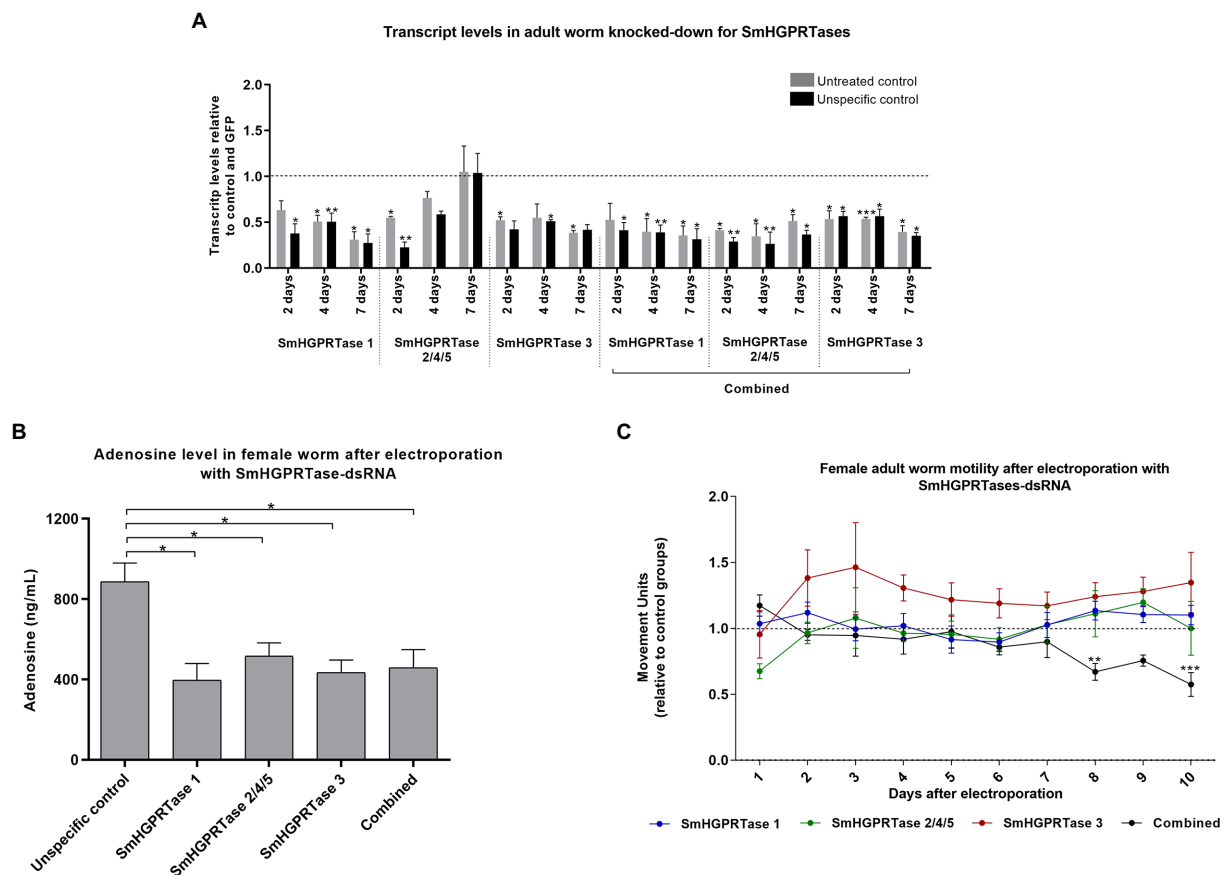 A
Transcript levels in adult worm knocked-down for SmHGPRTases
Untreated control
Unspecific control
Transcritp levels relative
to control and GFP
2.0
1.5
1.0
0.5
0.0
* * ** * * * ** * * * * * ** * * * ** * ** * * * * *** * * *
2 days 4 days 7 days 2 days 4 days 7 days 2 days 4 days 7 days 2 days 4 days 7 days 2 days 4 days 7 days 2 days 4 days 7 days
SmHGPRTase 1 SmHGPRTase SmHGPRTase 3 SmHGPRTase 1 SmHGPRTase SmHGPRTase 3
2/4/5 2/4/5
Combined
B
Adenosine level in female worm after electroporation
with SmHGPRTase-dsRNA
Adenosine (ng/mL)
1200
800
400
0
*
*
*
*
Unspecific control SmHGPRTase 1 SmHGPRTase 2/4/5 SmHGPRTase 3 Combined
C
Female adult worm motility after electroporation with
SmHGPRTases-dsRNA
Movement Units
(relative to control groups)
2.0
1.5
1.0
0.5
0.0
** ***
1 2 3 4 5 6 7 8 9 10
Days after electroporation
SmHGPRTase 1 SmHGPRTase 2/4/5 SmHGPRTase 3 Combined